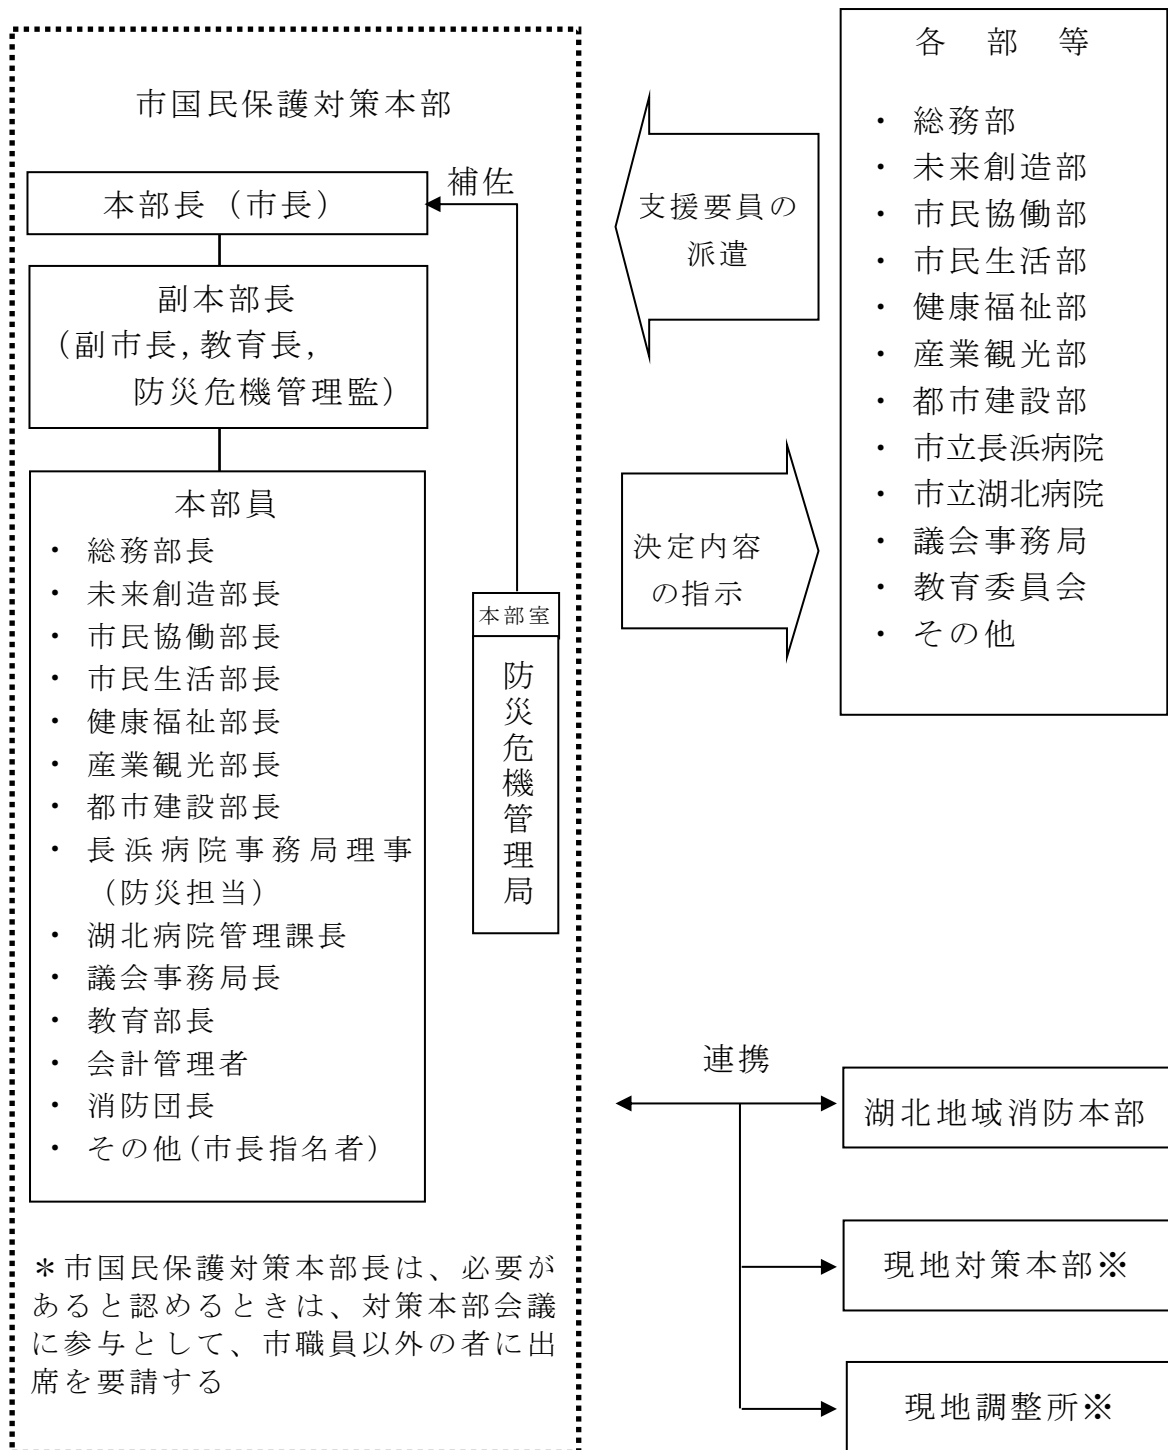 市国民保護対策本部
本部長（市長）
補佐
副本部長
（副市長,教育長,
防災危機管理監）
本部員
・ 総務部長
・ 未来創造部長
・ 市民協働部長
・ 市民生活部長
・ 健康福祉部長
・ 産業観光部長
・ 都市建設部長
・ 長浜病院事務局理事
（防災担当）
・ 湖北病院管理課長
・ 議会事務局長
・ 教育部長
・ 会計管理者
・ 消防団長
・ その他(市長指名者)
本部室
防災危機管理局
＊市国民保護対策本部長は、必要が
あると認めるときは、対策本部会議
に参与として、市職員以外の者に出
席を要請する
支援要員の
派遣
決定内容
の指示
各 部 等
・ 総務部
・ 未来創造部
・ 市民協働部
・ 市民生活部
・ 健康福祉部
・ 産業観光部
・ 都市建設部
・ 市立長浜病院
・ 市立湖北病院
・ 議会事務局
・ 教育委員会
・ その他
連携
湖北地域消防本部
現地対策本部※
現地調整所※